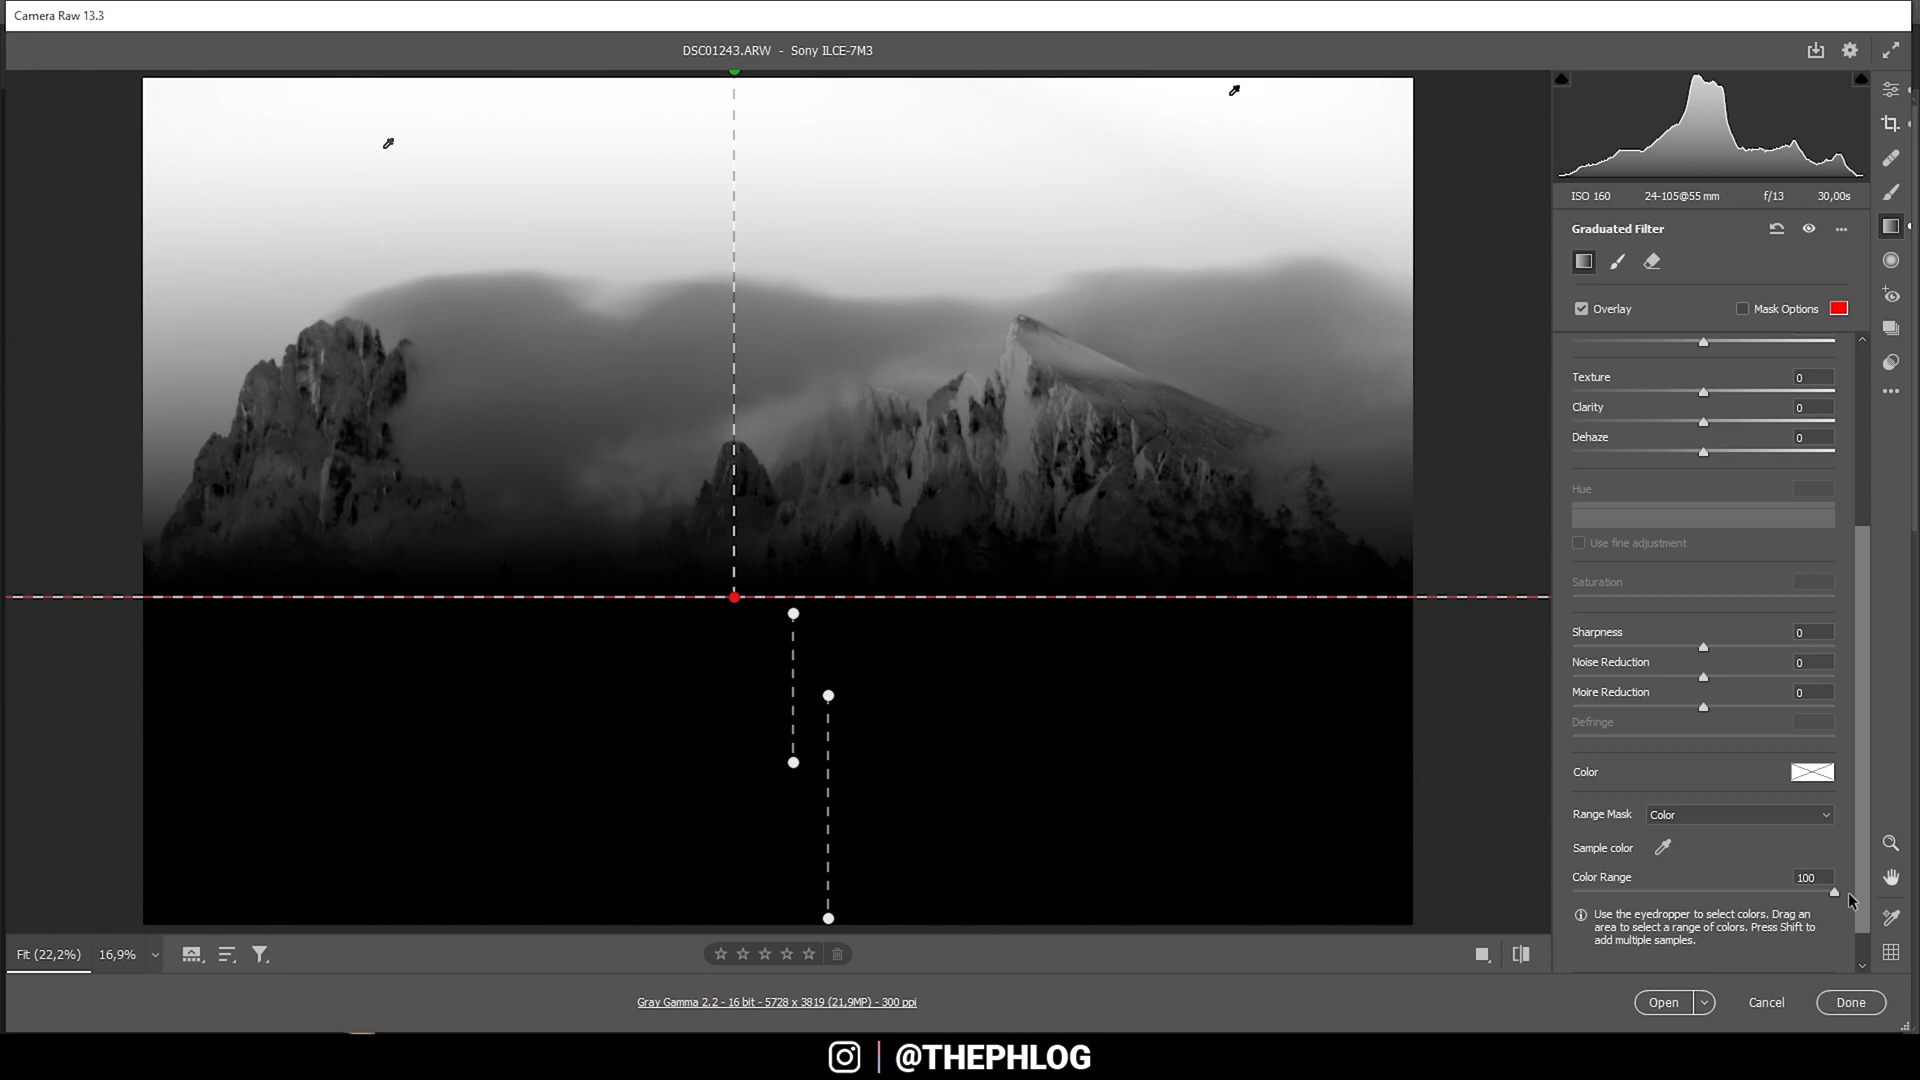 Camera Raw 13.3
DSC01243.ARW - Sony ILCE-7M3
ISO 160 24-105@55 mm f/13 30,00s
Graduated Filter
Overlay Mask Options
Texture 0
Clarity 0
Dehaze 0
Hue
Use fine adjustment
Saturation
Sharpness 0
Noise Reduction 0
Moire Reduction 0
Defringe
Color
Range Mask Color
Sample color
Color Range 100
Use the eyedropper to select colors. Drag an
area to select a range of colors. Press Shift to
add multiple samples.
Fit (22,2%) 16,9%
Gray Gamma 2.2 - 16 bit - 5728 x 3819 (21,9MP) - 300 ppi
Open Cancel Done
@THEPHLOG